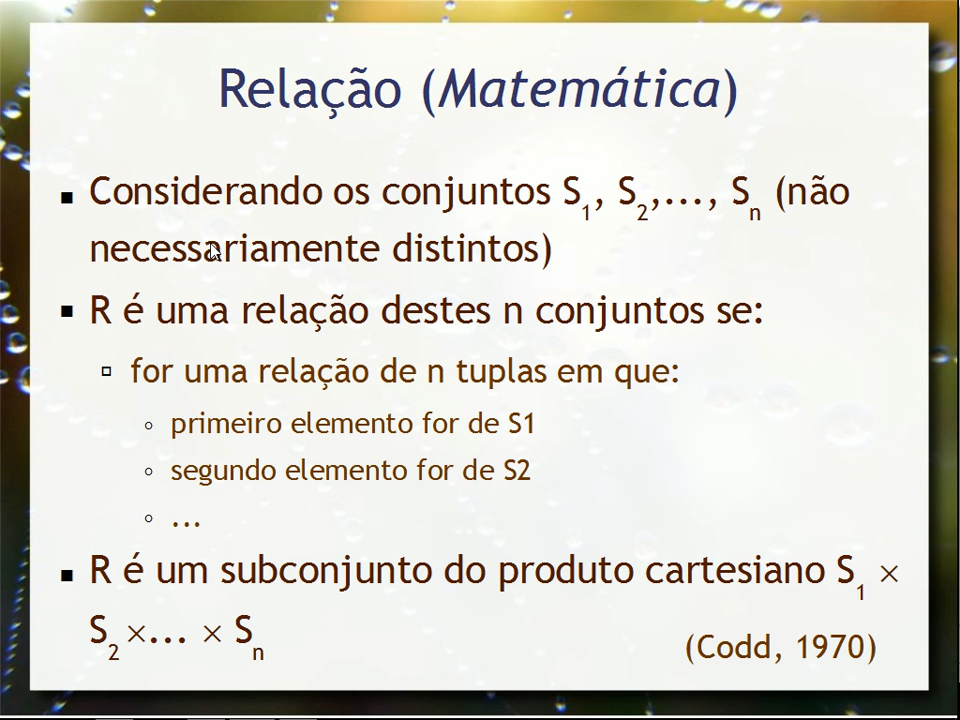 Relação (Matemática)
Considerando os conjuntos S1, S2,..., Sn (não
necessariamente distintos)
R é uma relação destes n conjuntos se:
for uma relação de n tuplas em que:
primeiro elemento for de S1
segundo elemento for de S2
...
R é um subconjunto do produto cartesiano S1 ×
S2 ×... × Sn
(Codd, 1970)